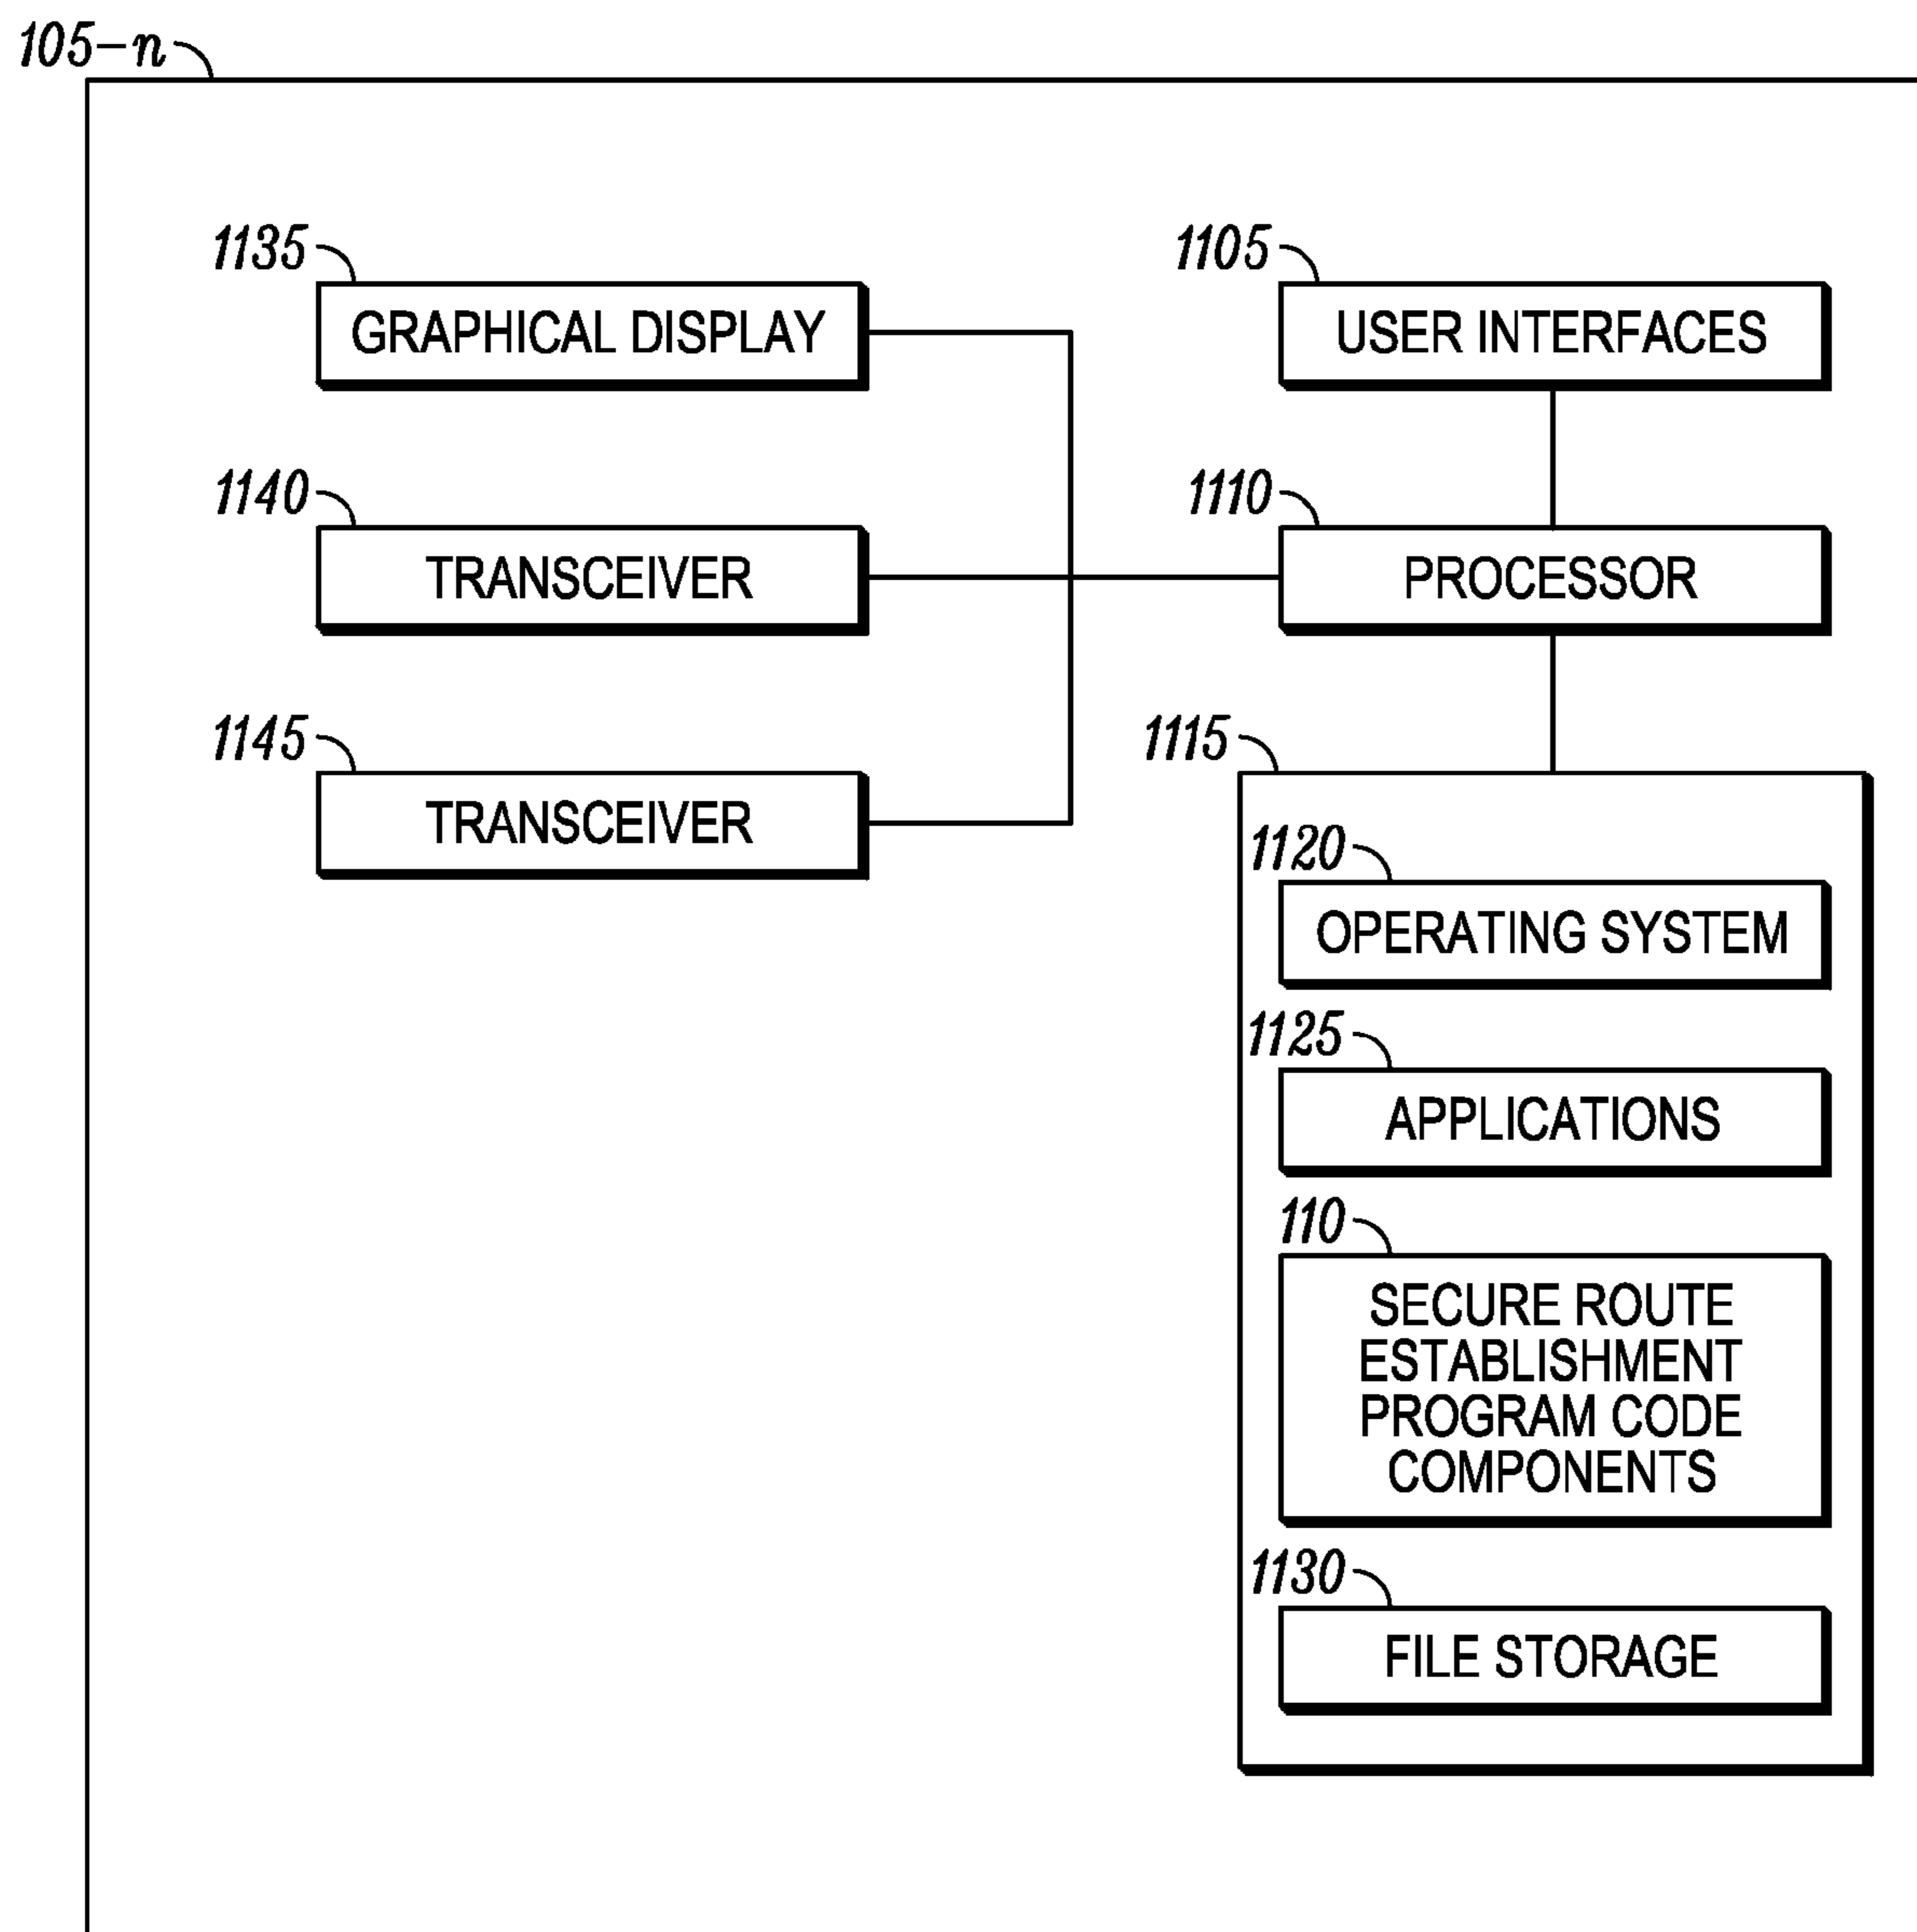 105-n
1135
GRAPHICAL DISPLAY
1105
USER INTERFACES
1140
TRANSCEIVER
1110
PROCESSOR
1145
TRANSCEIVER
1115
1120
OPERATING SYSTEM
1125
APPLICATIONS
110
SECURE ROUTE
ESTABLISHMENT
PROGRAM CODE
COMPONENTS
1130
FILE STORAGE